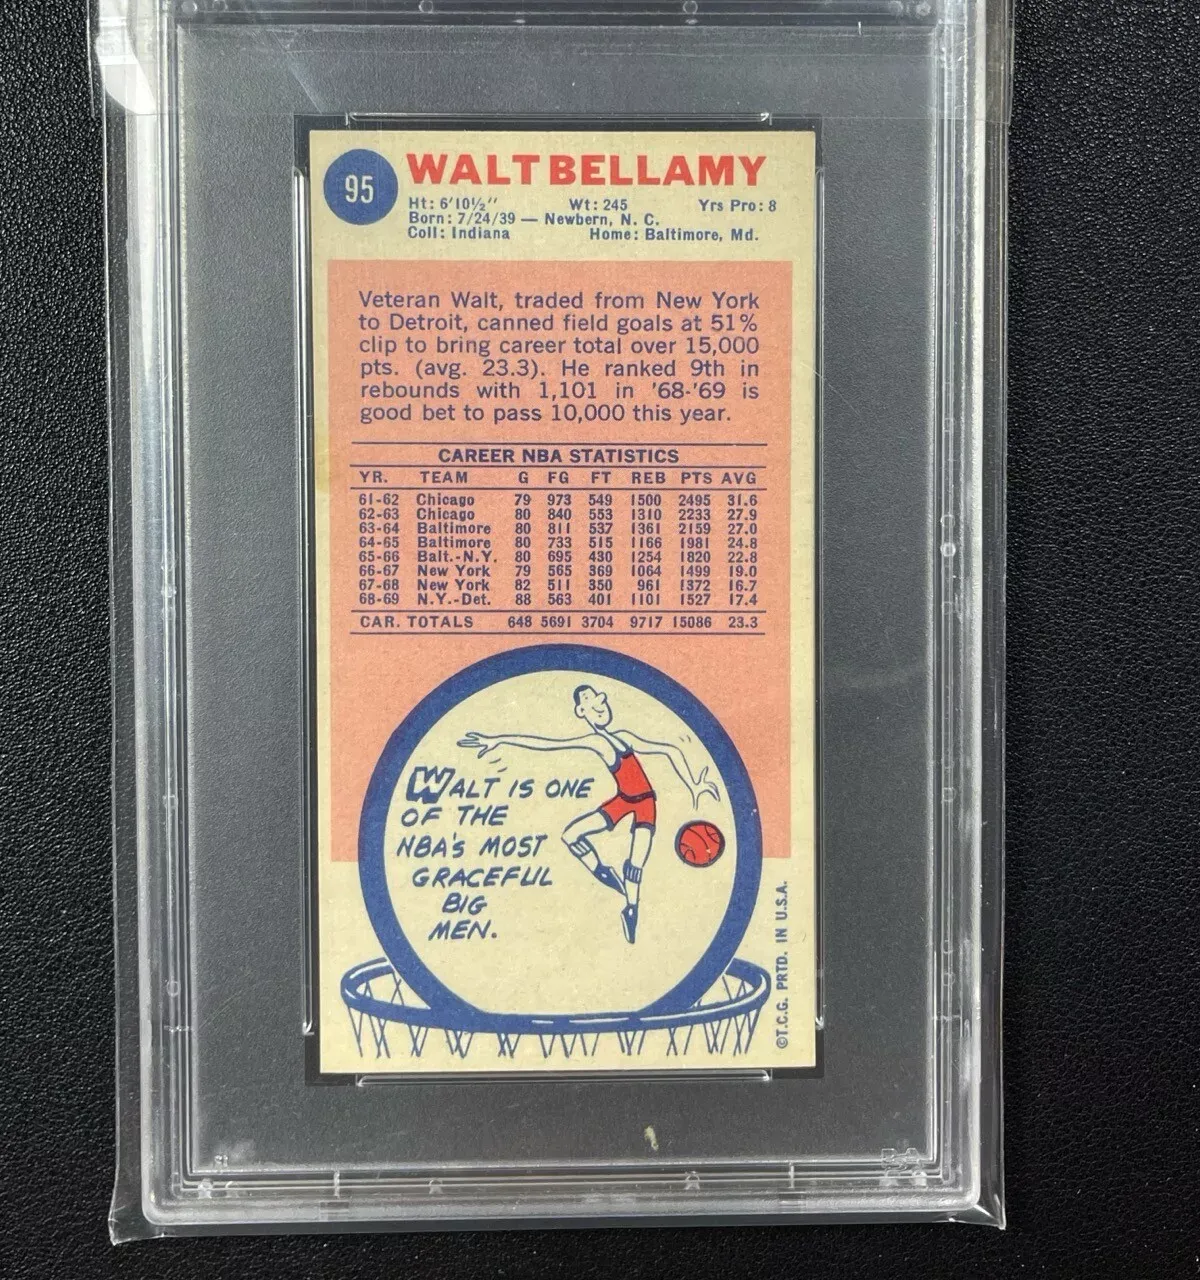 95
WALT BELLAMY
Ht: 6'10½" Wt: 245 Yrs Pro: 8
Born: 7/24/39 — Newbern, N. C.
Coll: Indiana Home: Baltimore, Md.
Veteran Walt, traded from New York
to Detroit, canned field goals at 51%
clip to bring career total over 15,000
pts. (avg. 23.3). He ranked 9th in
rebounds with 1,101 in '68-'69 is
good bet to pass 10,000 this year.
CAREER NBA STATISTICS
YR. TEAM G FG FT REB PTS AVG
61-62 Chicago 79 973 549 1500 2495 31.6
62-63 Chicago 80 840 553 1310 2233 27.9
63-64 Baltimore 80 811 537 1361 2159 27.0
64-65 Baltimore 80 733 515 1166 1981 24.8
65-66 Balt.-N.Y. 80 695 430 1254 1820 22.8
66-67 New York 79 565 369 1064 1499 19.0
67-68 New York 82 511 350 961 1372 16.7
68-69 N.Y.-Det. 88 563 401 1101 1527 17.4
CAR. TOTALS 648 5691 3704 9717 15086 23.3
WALT IS ONE
OF THE
NBA'S MOST
GRACEFUL
BIG
MEN.
©T.C.G. PRTD. IN U.S.A.